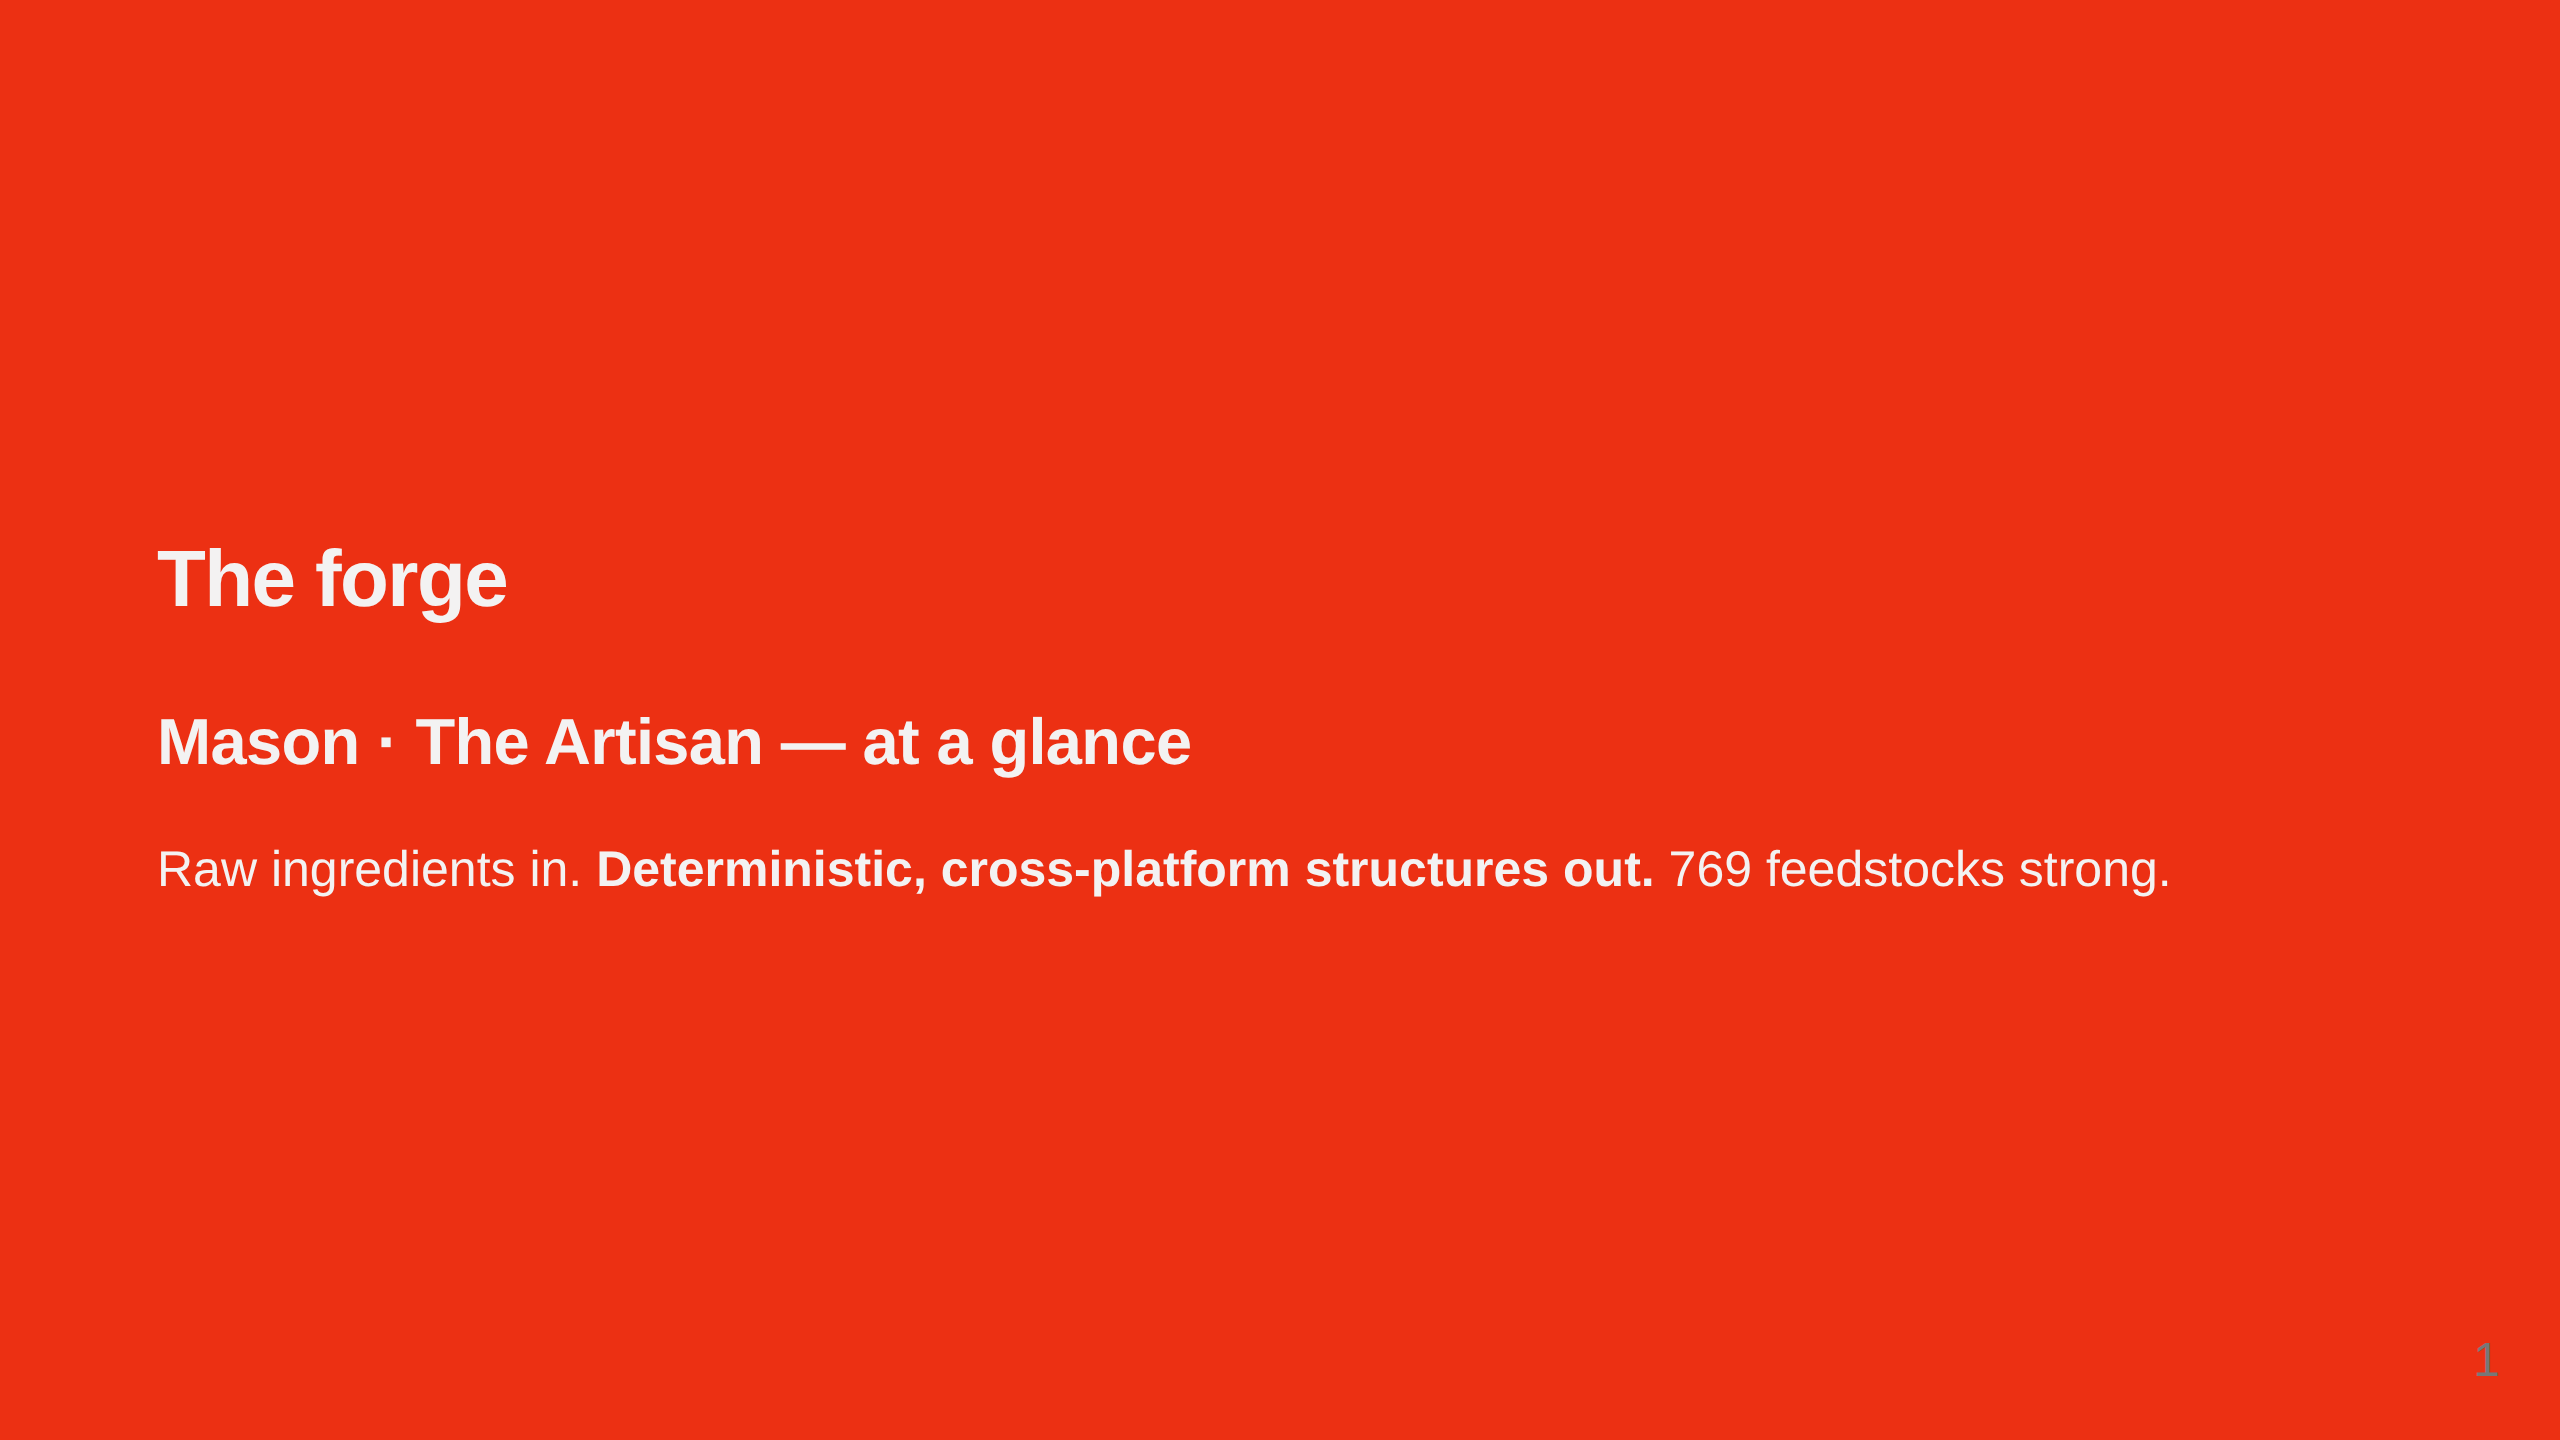 The forge
Mason · The Artisan — at a glance
Raw ingredients in. Deterministic, cross-platform structures out. 769 feedstocks strong.
1